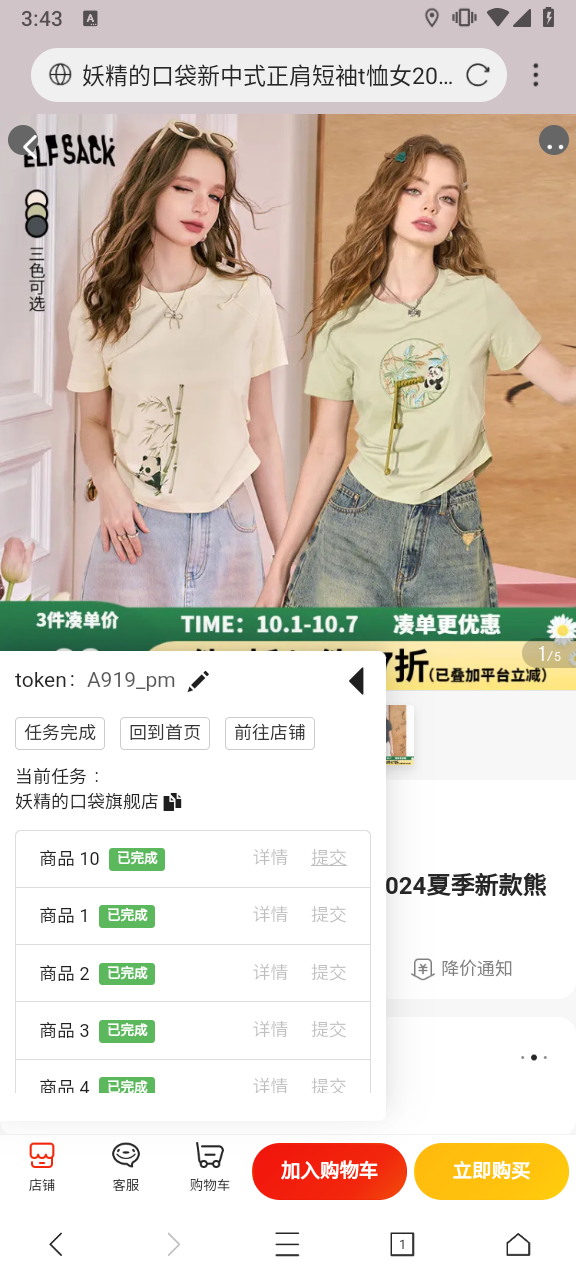 3:43
A
妖精的口袋新中式正肩短袖t恤女20...
ELF SACK
三色可选
3件凑单价
TIME：10.1-10.7
凑单更优惠
7折(已叠加平台立减)
1/5
token： A919_pm
任务完成
回到首页
前往店铺
当前任务：
妖精的口袋旗舰店
商品 10 已完成 详情 提交
商品 1 已完成 详情 提交
商品 2 已完成 详情 提交
商品 3 已完成 详情 提交
商品 4 已完成 详情 提交
024夏季新款熊
降价通知
店铺
客服
购物车
加入购物车
立即购买
1